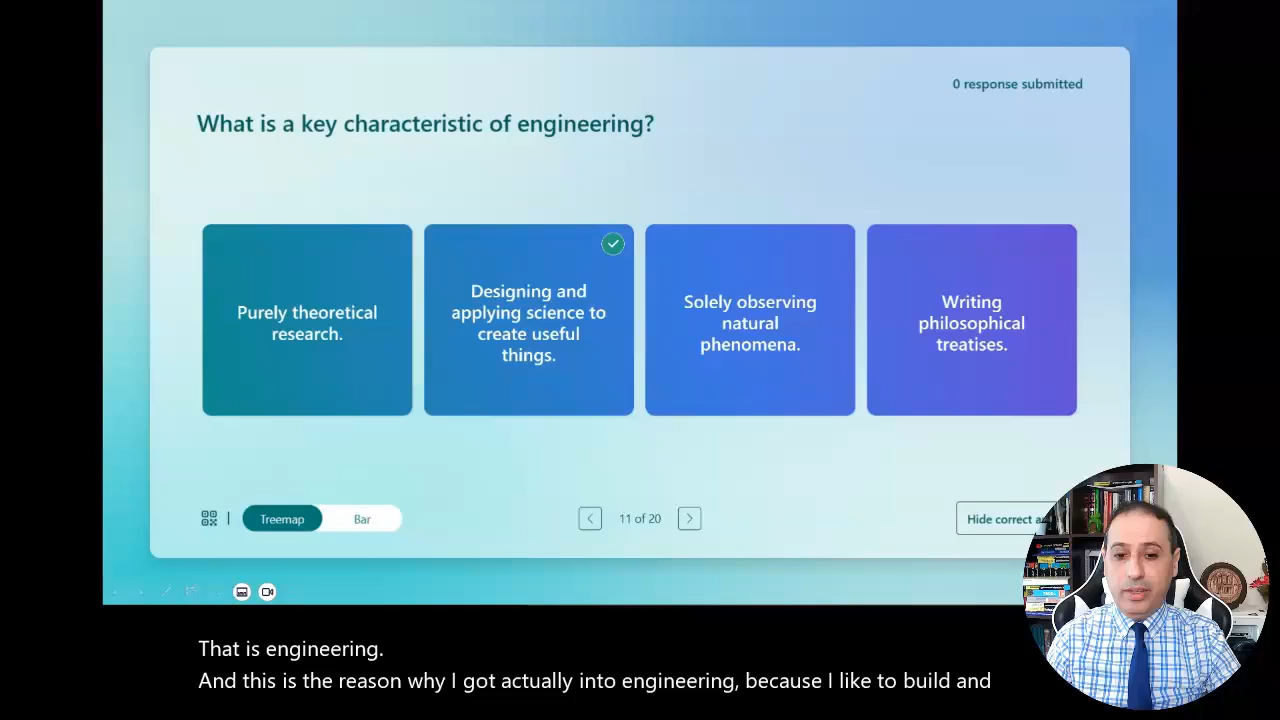 0 response submitted
What is a key characteristic of engineering?
Purely theoretical
research.
Designing and
applying science to
create useful
things.
Solely observing
natural
phenomena.
Writing
philosophical
treatises.
Treemap
Bar
11 of 20
Hide correct
That is engineering.
And this is the reason why I got actually into engineering, because I like to build and